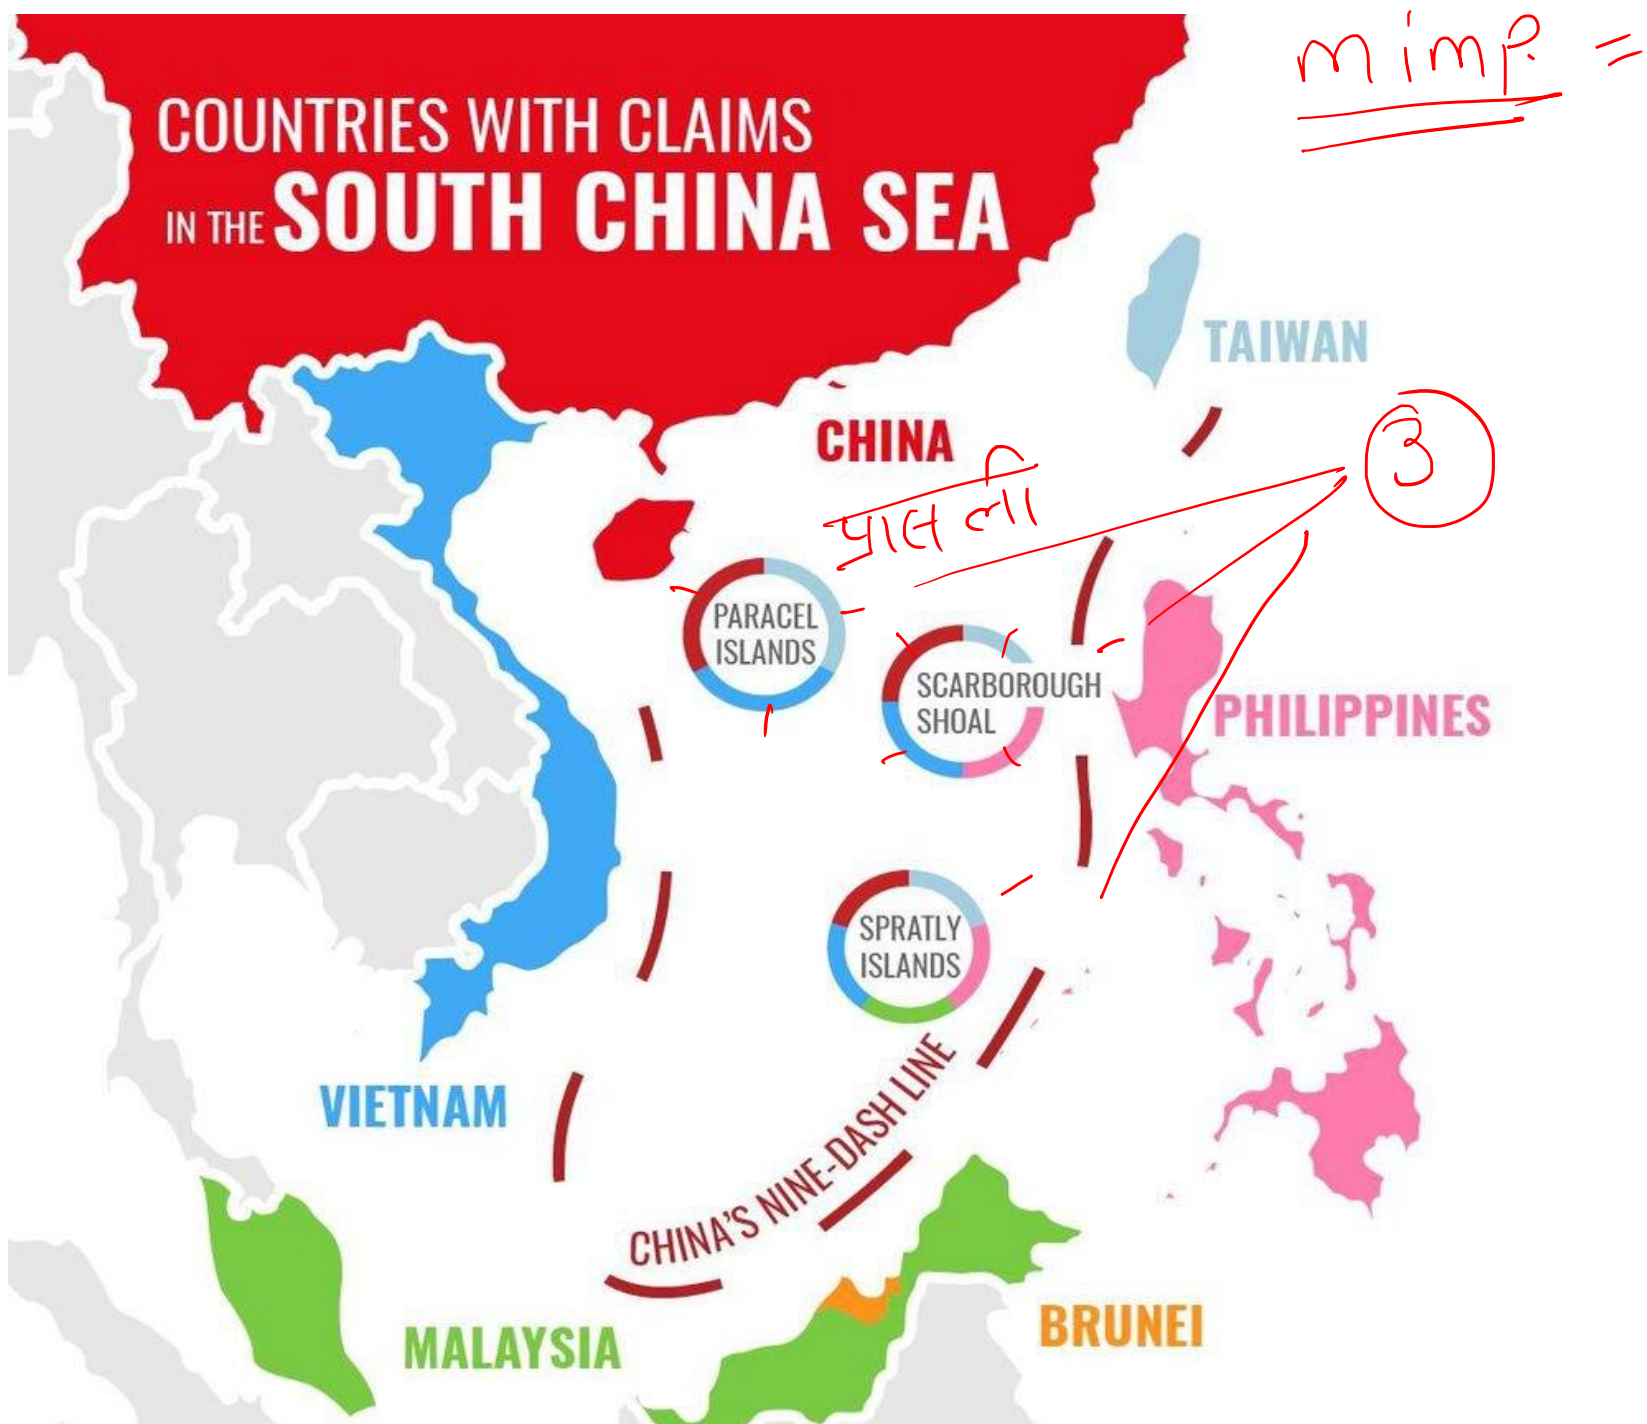 m imp. =
COUNTRIES WITH CLAIMS
IN THE SOUTH CHINA SEA
TAIWAN
CHINA
3
PARACEL
ISLANDS
SCARBOROUGH
SHOAL
PHILIPPINES
SPRATLY
ISLANDS
VIETNAM
CHINA'S NINE-DASH LINE
MALAYSIA
BRUNEI